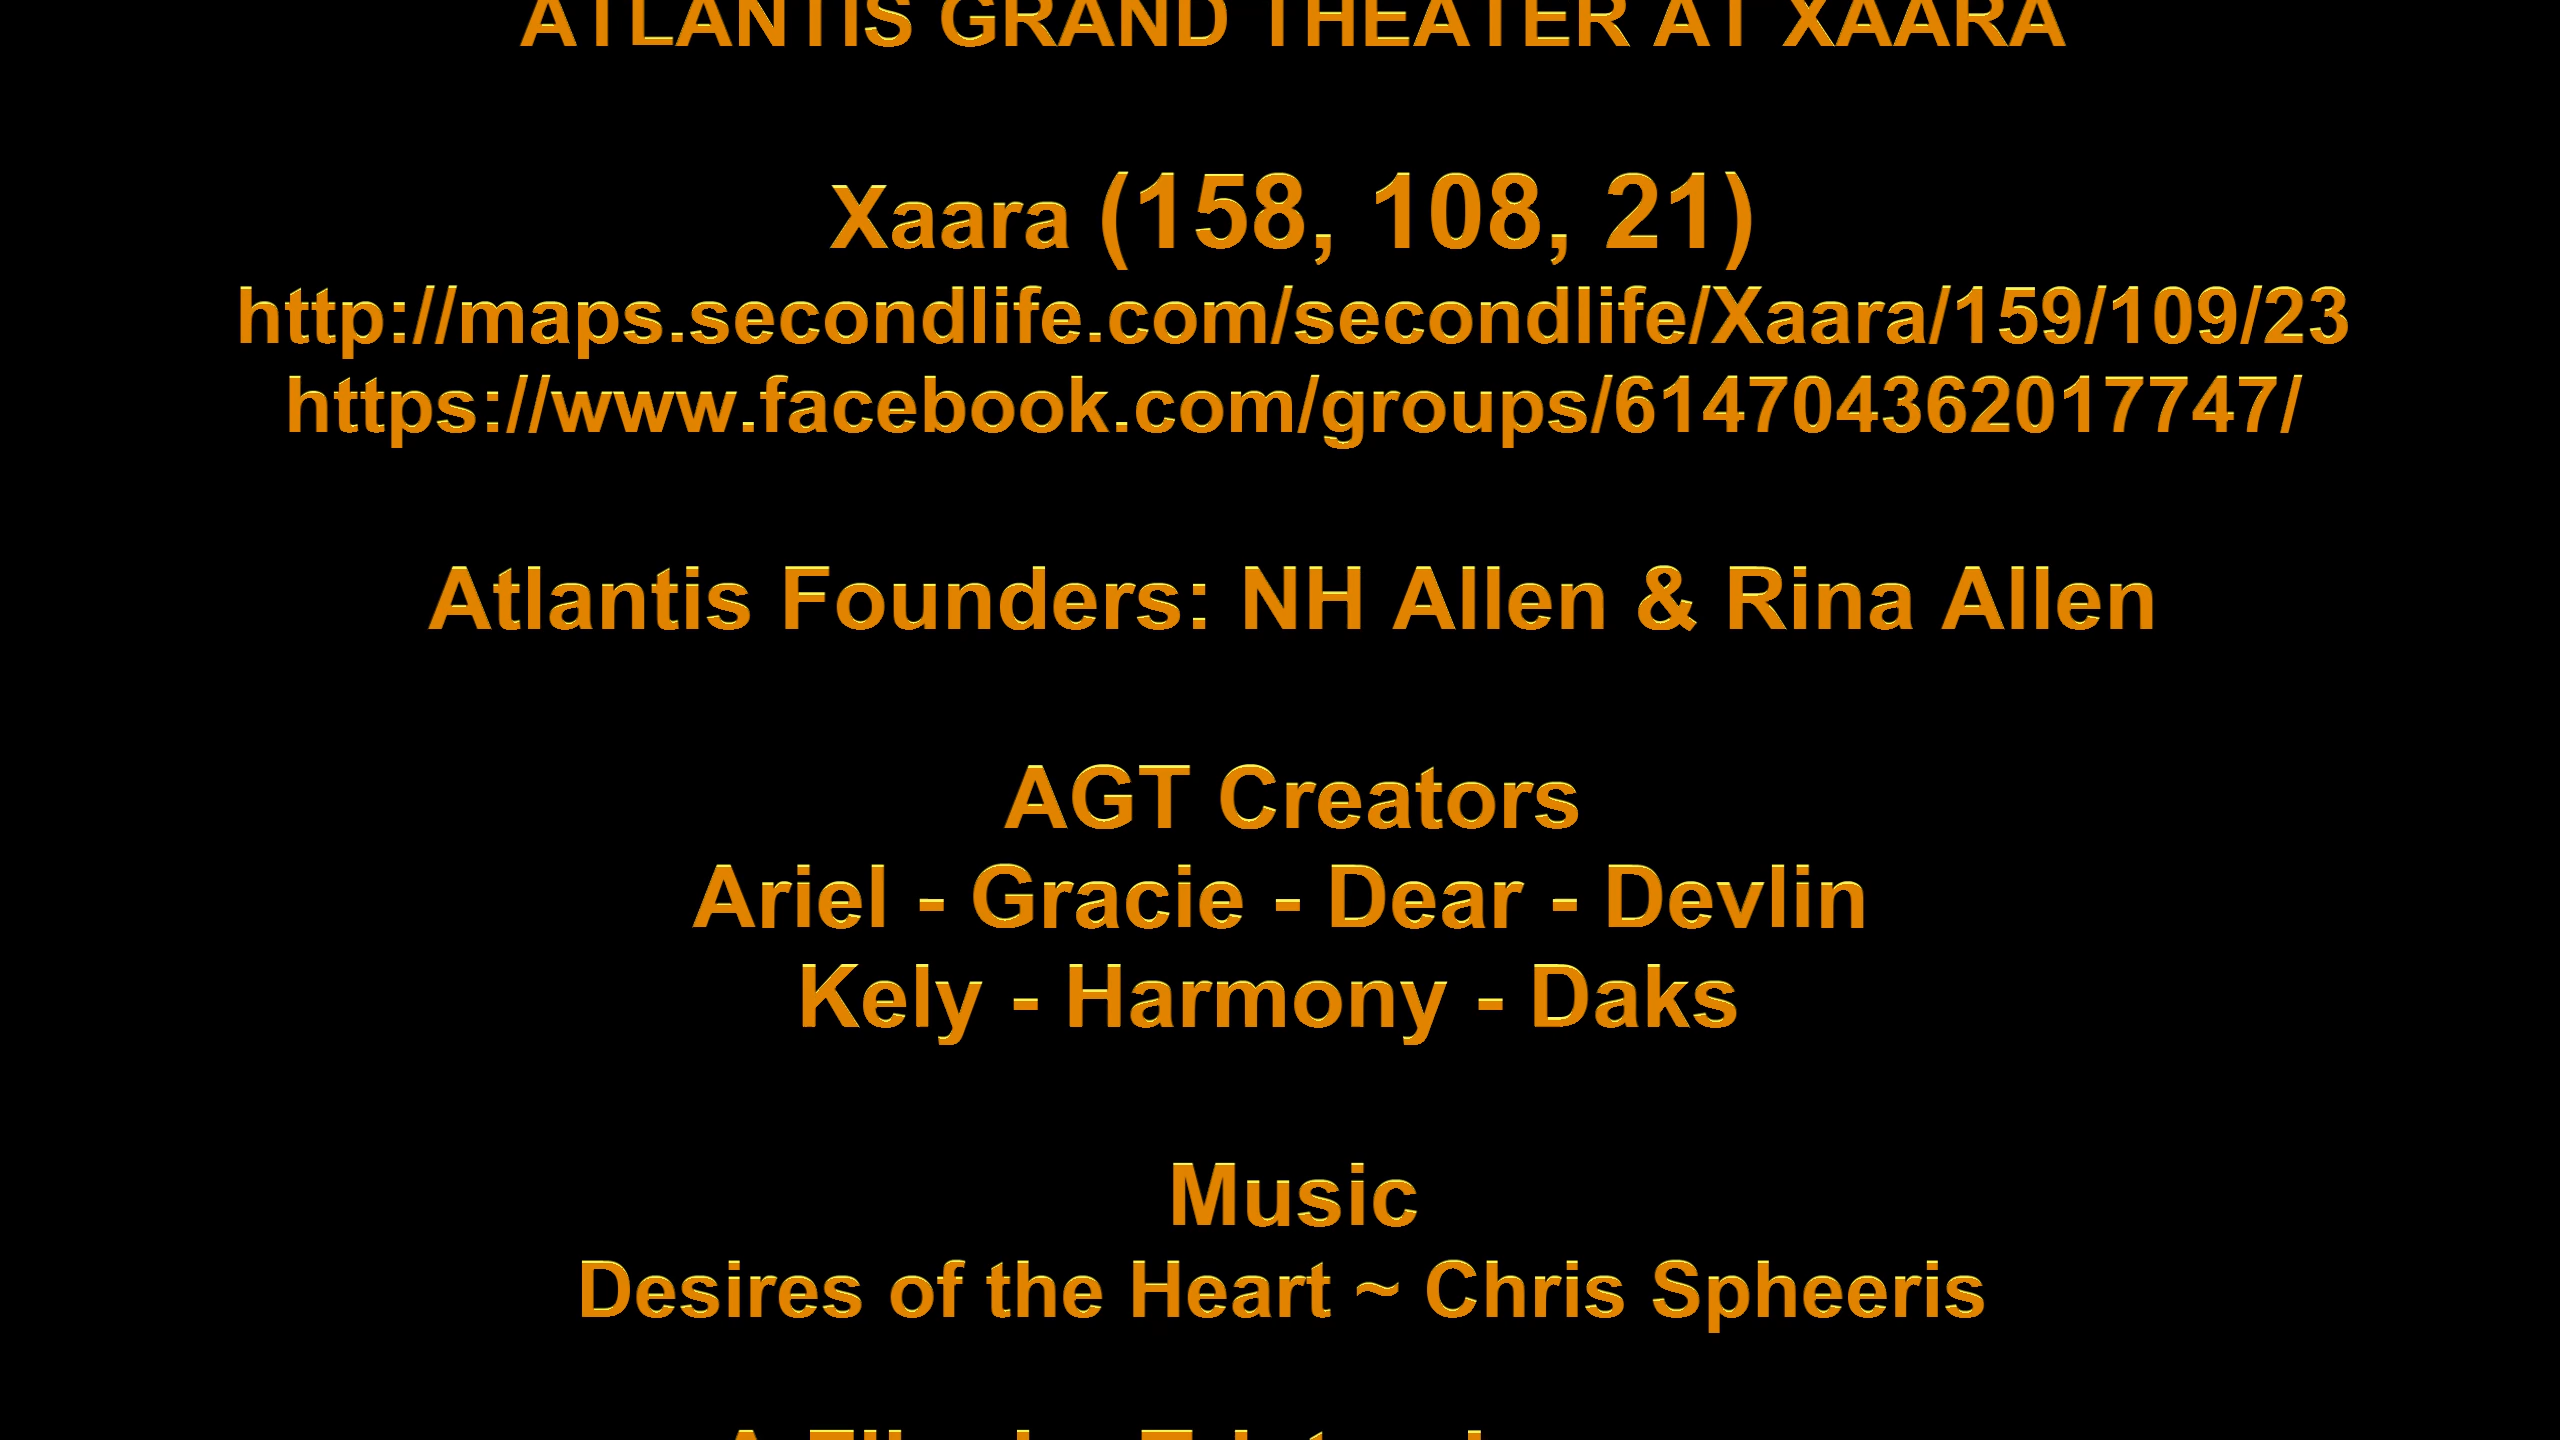 ATLANTIS GRAND THEATER AT XAARA
Xaara (158, 108, 21)
http://maps.secondlife.com/secondlife/Xaara/159/109/23
https://www.facebook.com/groups/614704362017747/
Atlantis Founders: NH Allen & Rina Allen
AGT Creators
Ariel - Gracie - Dear - Devlin
Kely - Harmony - Daks
Music
Desires of the Heart ~ Chris Spheeris